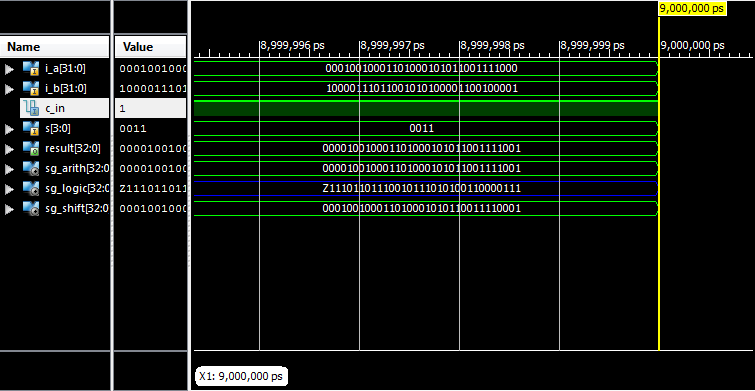 9,000,000 ps
Name Value 8,999,996 ps 8,999,997 ps 8,999,998 ps 8,999,999 ps 9,000,000 ps
i_a[31:0] 0001001000 00010010001101000101011001111000
i_b[31:0] 1000011101 10000111011001010100001100100001
c_in 1
s[3:0] 0011 0011
result[32:0] 0000100100 000010010001101000101011001111001
sg_arith[32:0 0000100100 000010010001101000101011001111001
sg_logic[32:0 Z111011011 Z11101101110010111010100110000111
sg_shift[32:0 0001001000 000100100011010001010110011110001
X1: 9,000,000 ps